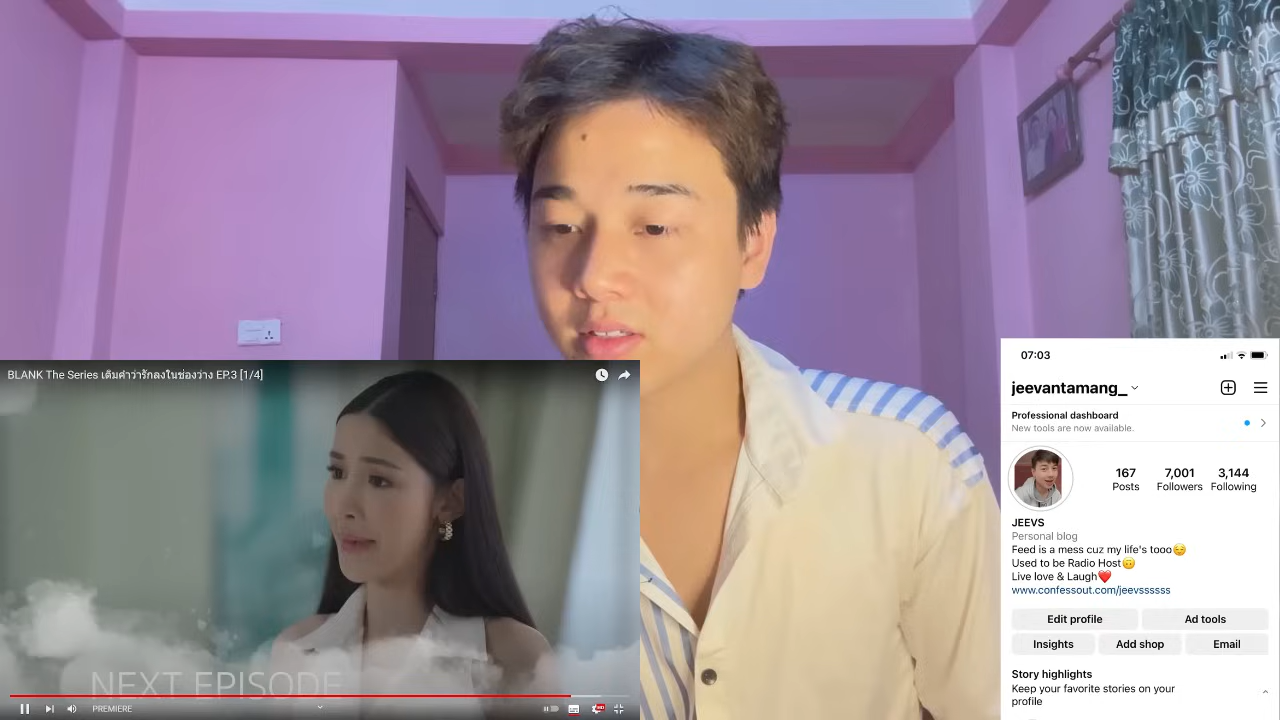 BLANK The Series เติมคำว่ารักลงในช่องว่าง EP.3 [1/4]
NEXT EPISODE
PREMIERE
HD
07:03
jeevantamang_
Professional dashboard
New tools are now available.
167 7,001 3,144
Posts Followers Following
JEEVS
Personal blog
Feed is a mess cuz my life's tooo😔
Used to be Radio Host🙃
Live love & Laugh❤️
www.confessout.com/jeevssssss
Edit profile Ad tools
Insights Add shop Email
Story highlights
Keep your favorite stories on your
profile